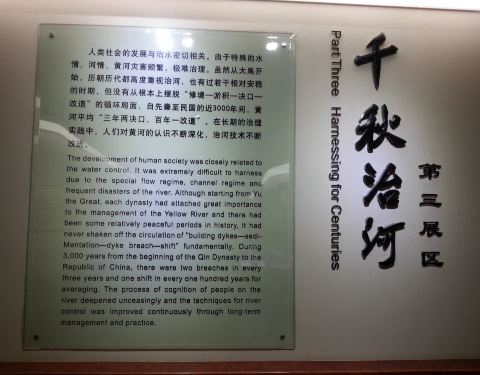 人类社会的发展与治水密切相关。由于特殊的水
情、河情，黄河灾害频繁，极难治理。虽然从大禹开
始，历朝历代都高度重视治河，也有过若干相对安稳
的时期，但没有从根本上摆脱“修堤—淤积—决口—
改道”的循环局面，自先秦至民国的近3000年间，黄
河平均“三年两决口，百年一改道”。在长期的治理
实践中，人们对黄河的认识不断深化，治河技术不断
改进。
The development of human society was closely related to
the water control. It was extremely difficult to harness
due to the special flow regime, channel regime and
frequent disasters of the river. Although starting from Yu
the Great, each dynasty had attached great importance
to the management of the Yellow River and there had
been some relatively peaceful periods in history, it had
never shaken off the circulation of "building dykes—sedi-
Mentation—dyke breach—shift" fundamentally. During
3,000 years from the beginning of the Qin Dynasty to the
Republic of China, there were two breaches in every
three years and one shift in every one hundred years for
averaging. The process of cognition of people on the
river deepened unceasingly and the techniques for river
control was improved continuously through long-term
management and practice.
Part Three Harnessing for Centuries
千秋治河
第三展区